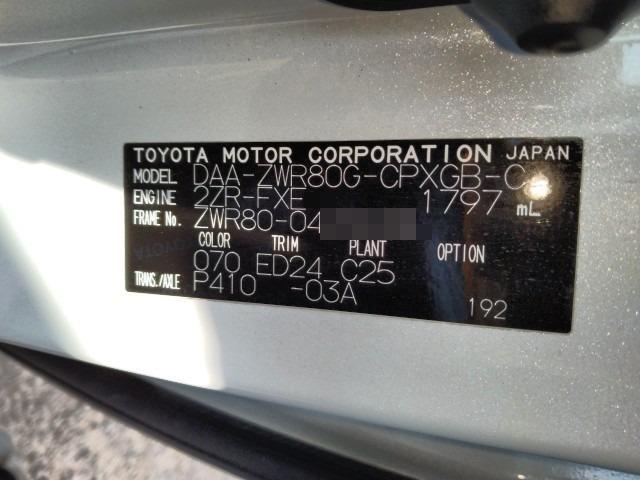 TOYOTA MOTOR CORPORATION JAPAN
MODEL DAA-ZWR80G-CPXGB-C
ENGINE 2ZR-FXE 1797 mL
FRAME No. ZWR80-04
COLOR TRIM PLANT OPTION
070 ED24 C25
TRANS./AXLE P410 -03A
192